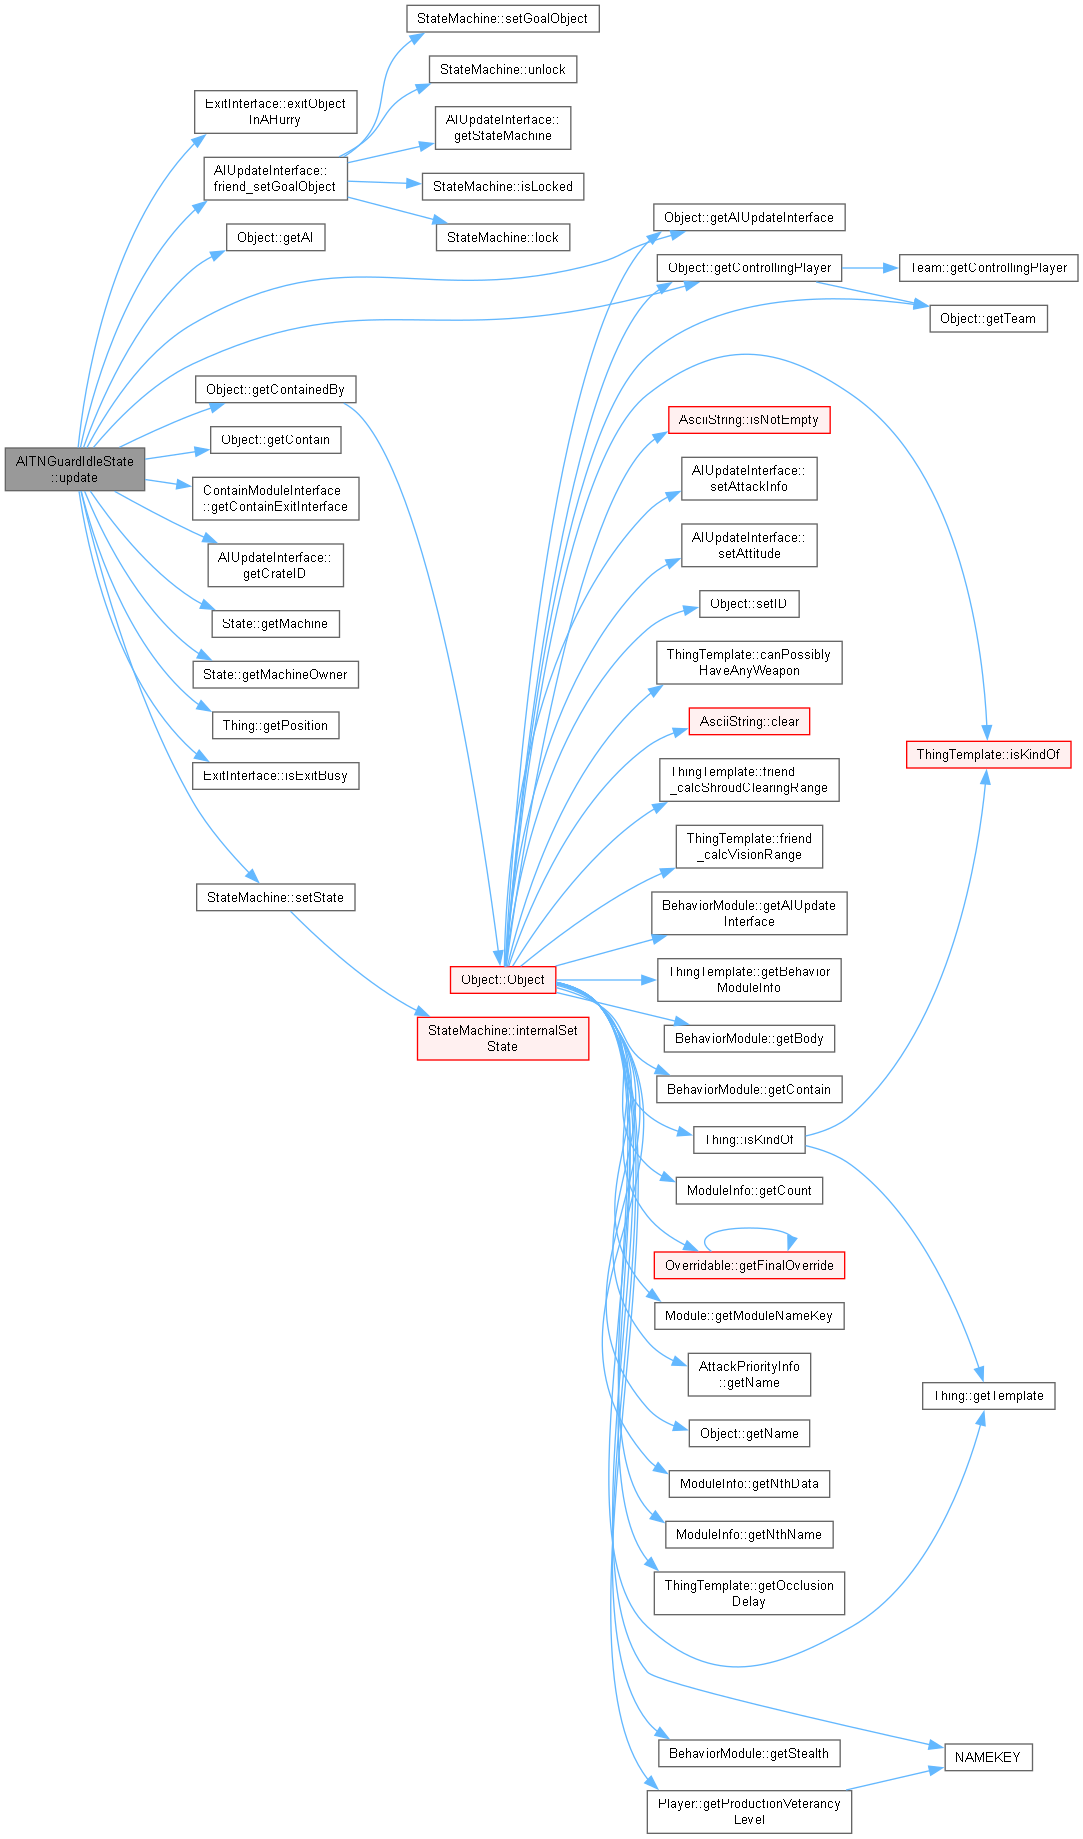 StateMachine::setGoalObject
StateMachine::unlock
ExitInterface::exitObject
InAHurry
AIUpdateInterface::
getStateMachine
AIUpdateInterface::
friend_setGoalObject
StateMachine::isLocked
StateMachine::lock
Object::getAI
Object::getAIUpdateInterface
Object::getControllingPlayer
Team::getControllingPlayer
Object::getTeam
Object::getContainedBy
Object::getContain
AsciiString::isNotEmpty
AITNGuardIdleState
::update
AIUpdateInterface::
setAttackInfo
ContainModuleInterface
::getContainExitInterface
AIUpdateInterface::
setAttitude
AIUpdateInterface::
getCrateID
Object::setID
State::getMachine
State::getMachineOwner
ThingTemplate::canPossibly
HaveAnyWeapon
Thing::getPosition
AsciiString::clear
ThingTemplate::isKindOf
ExitInterface::isExitBusy
ThingTemplate::friend
_calcShroudClearingRange
ThingTemplate::friend
_calcVisionRange
StateMachine::setState
BehaviorModule::getAIUpdate
Interface
Object::Object
ThingTemplate::getBehavior
ModuleInfo
StateMachine::internalSet
State
BehaviorModule::getBody
BehaviorModule::getContain
Thing::isKindOf
ModuleInfo::getCount
Overridable::getFinalOverride
Module::getModuleNameKey
AttackPriorityInfo
::getName
Thing::getTemplate
Object::getName
ModuleInfo::getNthData
ModuleInfo::getNthName
ThingTemplate::getOcclusion
Delay
BehaviorModule::getStealth
NAMEKEY
Player::getProductionVeterancy
Level